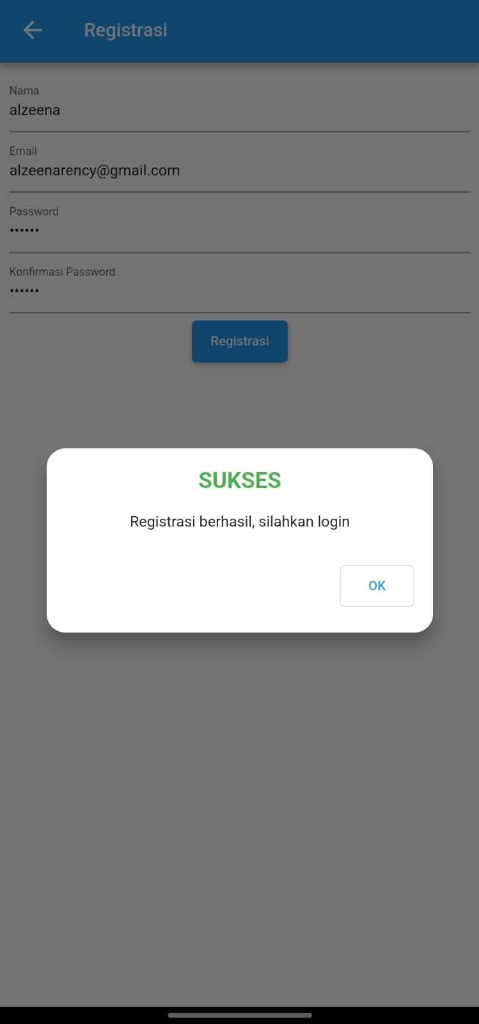 Registrasi
Nama
alzeena
Email
alzeenarency@gmail.com
Password
••••••
Konfirmasi Password
••••••
Registrasi
SUKSES
Registrasi berhasil, silahkan login
OK